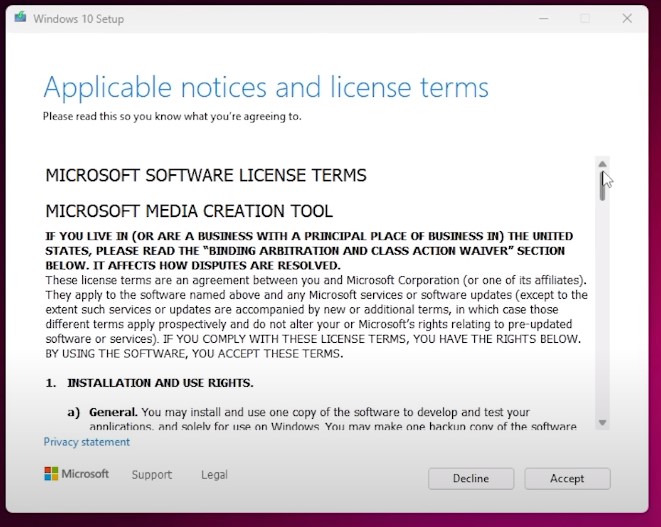 Windows 10 Setup
Applicable notices and license terms
Please read this so you know what you're agreeing to.
MICROSOFT SOFTWARE LICENSE TERMS
MICROSOFT MEDIA CREATION TOOL
IF YOU LIVE IN (OR ARE A BUSINESS WITH A PRINCIPAL PLACE OF BUSINESS IN) THE UNITED
STATES, PLEASE READ THE “BINDING ARBITRATION AND CLASS ACTION WAIVER” SECTION
BELOW. IT AFFECTS HOW DISPUTES ARE RESOLVED.
These license terms are an agreement between you and Microsoft Corporation (or one of its affiliates).
They apply to the software named above and any Microsoft services or software updates (except to the
extent such services or updates are accompanied by new or additional terms, in which case those
different terms apply prospectively and do not alter your or Microsoft’s rights relating to pre-updated
software or services). IF YOU COMPLY WITH THESE LICENSE TERMS, YOU HAVE THE RIGHTS BELOW.
BY USING THE SOFTWARE, YOU ACCEPT THESE TERMS.
1. INSTALLATION AND USE RIGHTS.
a) General. You may install and use one copy of the software to develop and test your
applications, and solely for use on Windows. You may make one backup copy of the software
Privacy statement
Microsoft Support Legal
Decline Accept